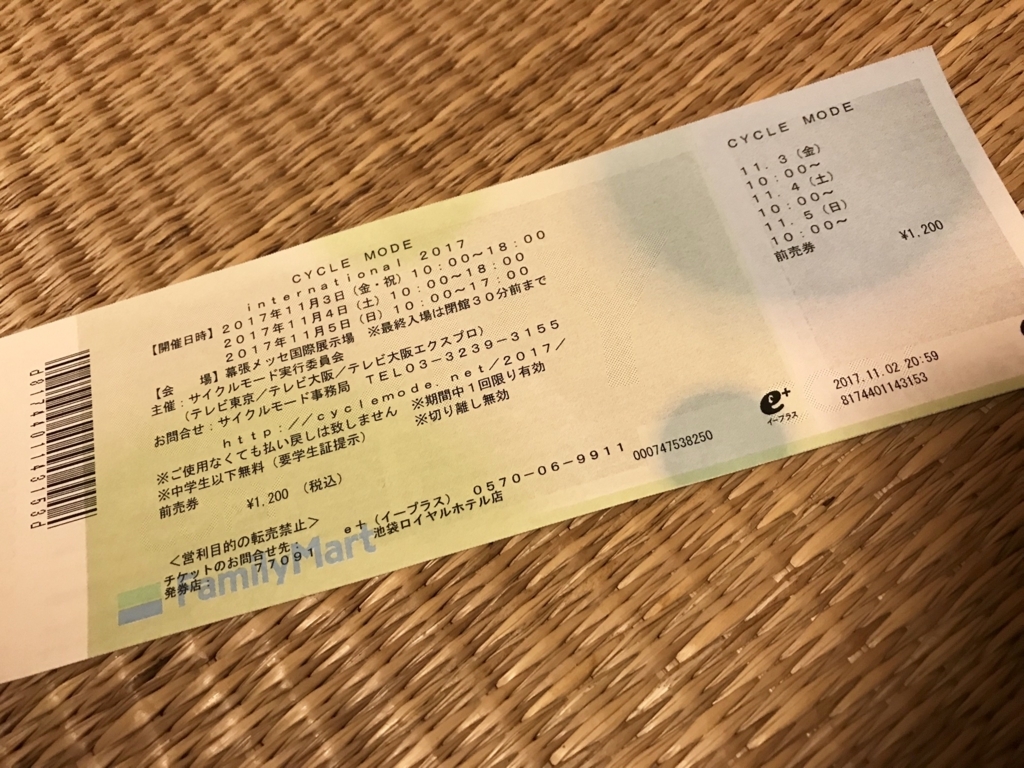 CYCLE MODE
international 2017
【開催日時】2017年11月3日(金・祝)10:00~18:00
2017年11月4日(土)10:00~18:00
2017年11月5日(日)10:00~17:00
【会 場】幕張メッセ国際展示場 ※最終入場は閉館30分前まで
主催:サイクルモード実行委員会
(テレビ東京/テレビ大阪/テレビ大阪エクスプロ)
お問合せ:サイクルモード事務局 TEL03-3239-3155
http://cyclemode.net/2017/
※ご使用なくても払い戻しは致しません ※期間中1回限り有効
※中学生以下無料(要学生証提示) ※切り離し無効
前売券 ¥1,200 (税込)
<営利目的の転売禁止>
チケットのお問合せ先 e+(イープラス) 0570-06-9911
発券店: 77091 池袋ロイヤルホテル店
000747538250
FamilyMart
d8174401143153d
CYCLE MODE
11.3(金)
10:00~
11.4(土)
10:00~
11.5(日)
10:00~
前売券 ¥1,200
e+
イープラス
2017.11.02 20:59
8174401143153